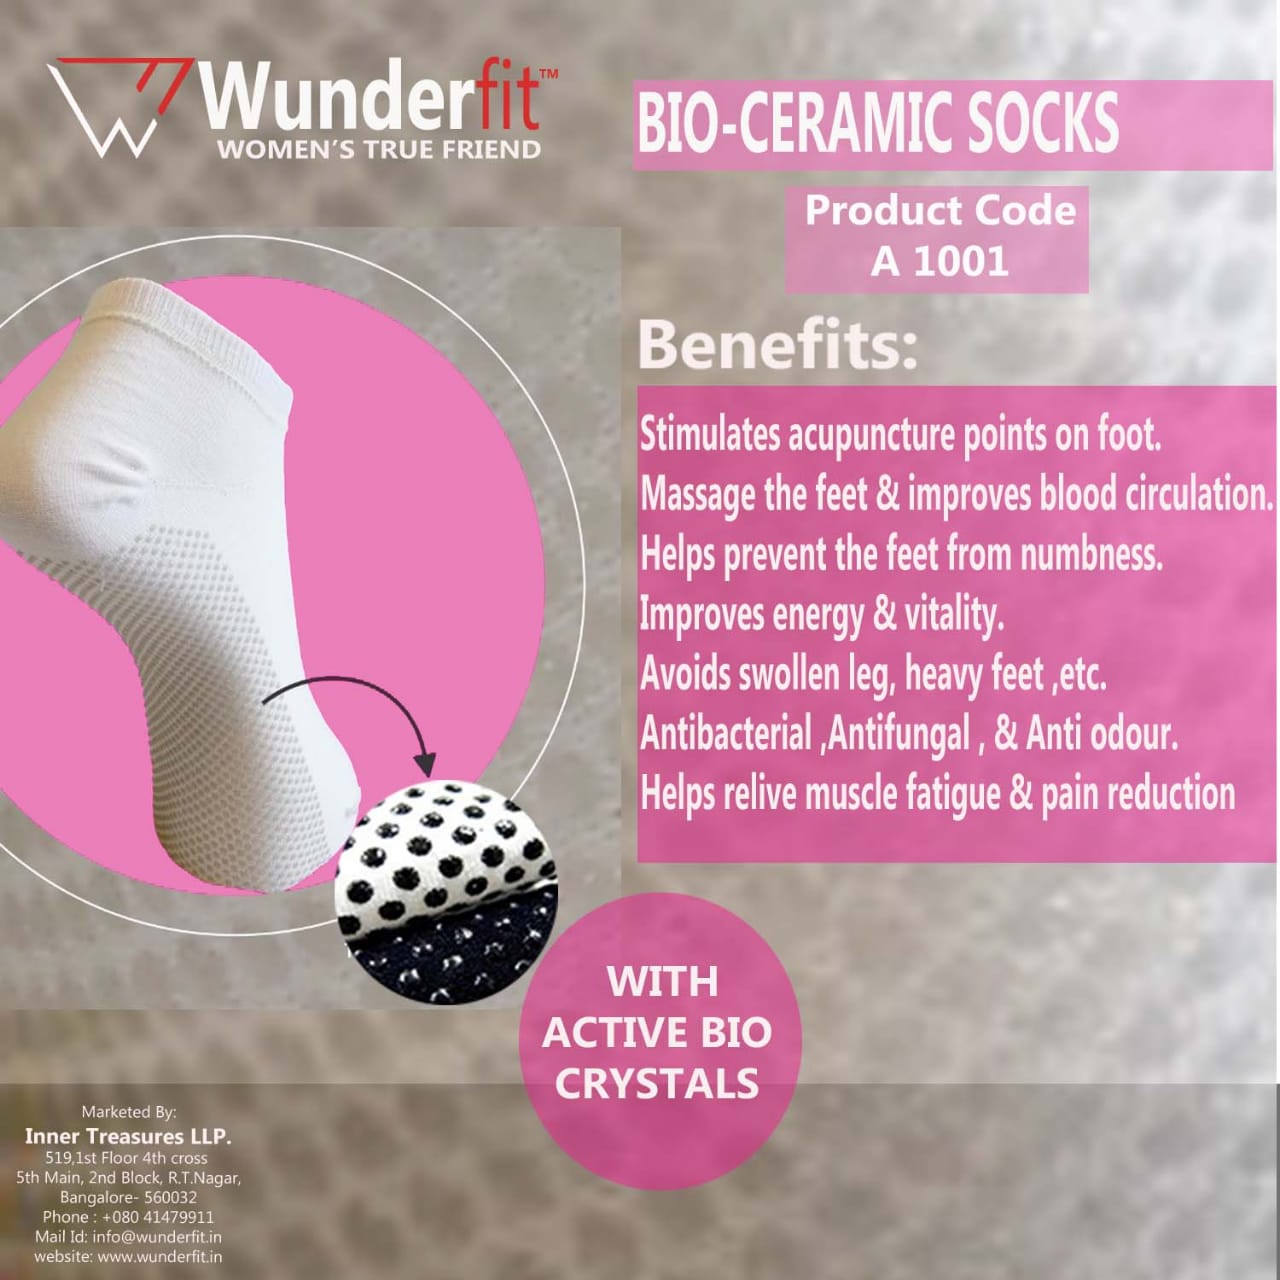 Wunderfit™
WOMEN'S TRUE FRIEND
BIO-CERAMIC SOCKS
Product Code
A 1001
Benefits:
Stimulates acupuncture points on foot.
Massage the feet & improves blood circulation.
Helps prevent the feet from numbness.
Improves energy & vitality.
Avoids swollen leg, heavy feet ,etc.
Antibacterial ,Antifungal , & Anti odour.
Helps relive muscle fatigue & pain reduction
WITH
ACTIVE BIO
CRYSTALS
Marketed By:
Inner Treasures LLP.
519,1st Floor 4th cross
5th Main, 2nd Block, R.T.Nagar,
Bangalore- 560032
Phone : +080 41479911
Mail Id: info@wunderfit.in
website: www.wunderfit.in